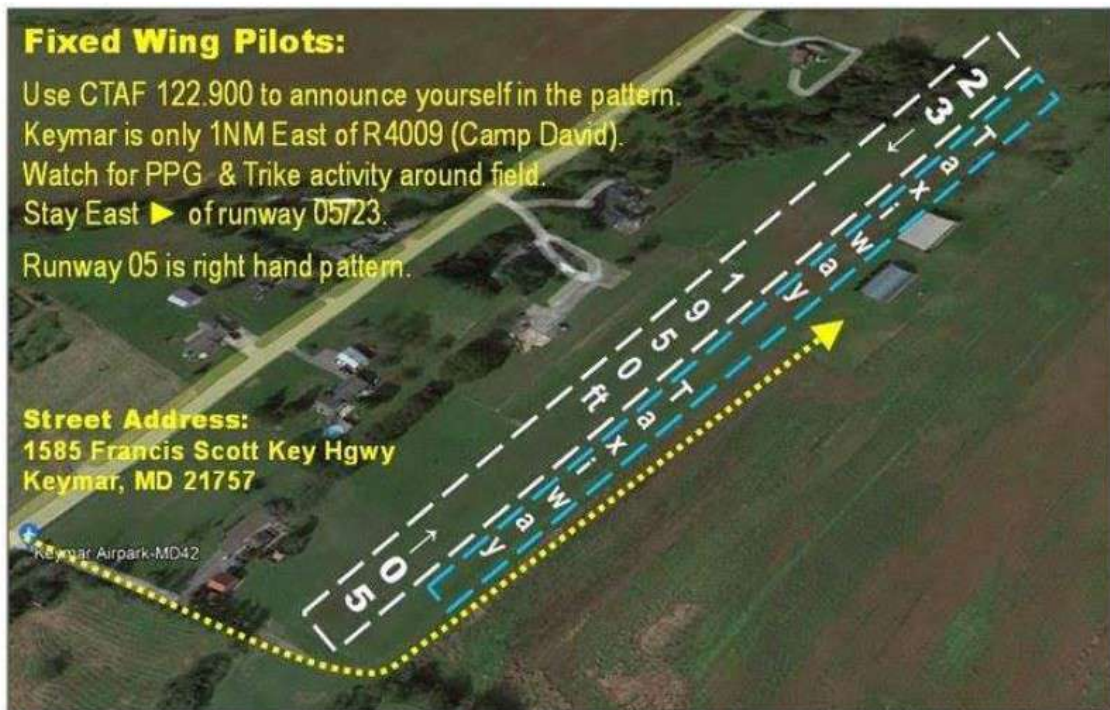 Fixed Wing Pilots:
Use CTAF 122.900 to announce yourself in the pattern.
Keymar is only 1NM East of R4009 (Camp David).
Watch for PPG & Trike activity around field.
Stay East ► of runway 05/23.
Runway 05 is right hand pattern.
23
Taxiway
1950 ft
Taxiway
05
Street Address:
1585 Francis Scott Key Hgwy
Keymar, MD 21757
Keymar Airpark-MD42